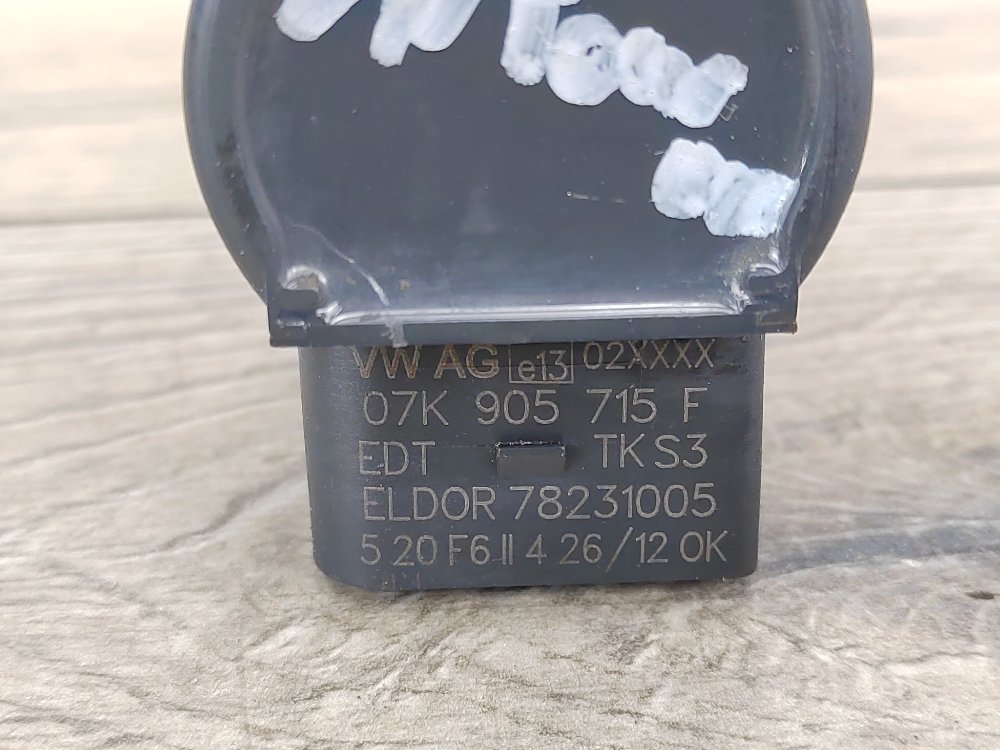 VW AG e13 02XXXX
07K 905 715 F
EDT TK S3
ELDOR 78231005
5 20 F6 II 4 26/12 OK